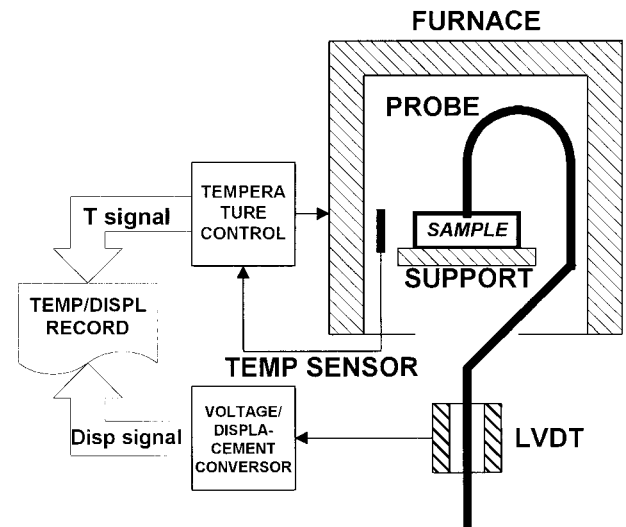 FURNACE
PROBE
TEMPERA
TURE
CONTROL
T signal
SAMPLE
SUPPORT
TEMP/DISPL
RECORD
TEMP SENSOR
VOLTAGE/
DISPLA-
CEMENT
CONVERSOR
Disp signal
LVDT